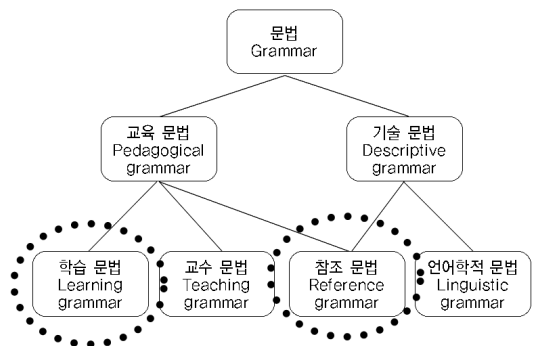 문법
Grammar
교육 문법
Pedagogical
grammar
기술 문법
Descriptive
grammar
학습 문법
Learning
grammar
교수 문법
Teaching
grammar
참조 문법
Reference
grammar
언어학적 문법
Linguistic
grammar